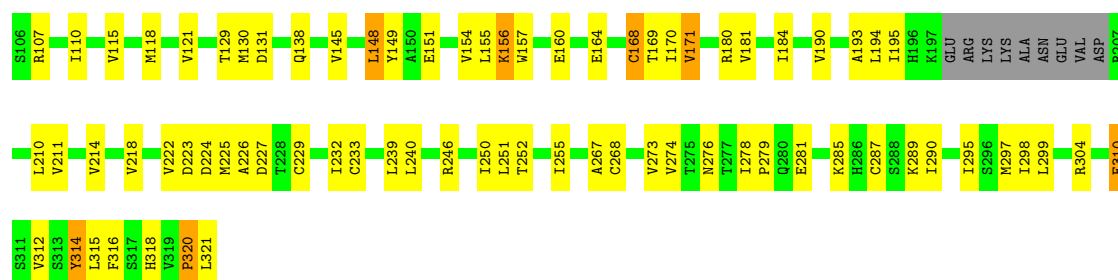 S106 R107 I110 V115 M118 V121 T129 M130 D131 Q138 V145 L148 Y149 A150 E151 V154 L155 K156 W157 E160 E164 C168 T169 I170 V171 R180 V181 I184 V190 A193 L194 I195 H196 K197 GLU ARG LYS LYS ALA ASN GLU VAL ASP
L210 V211 V214 V218 V222 D223 D224 M225 A226 D227 T228 C229 I232 C233 L239 L240 R246 I250 L251 T252 I255 A267 C268 V273 V274 T275 N276 T277 I278 P279 Q280 E281 K285 H286 C287 S288 K289 I290 I295 S296 M297 I298 L299 R304
S311 V312 S313 Y314 L315 F316 S317 H318 V319 P320 L321